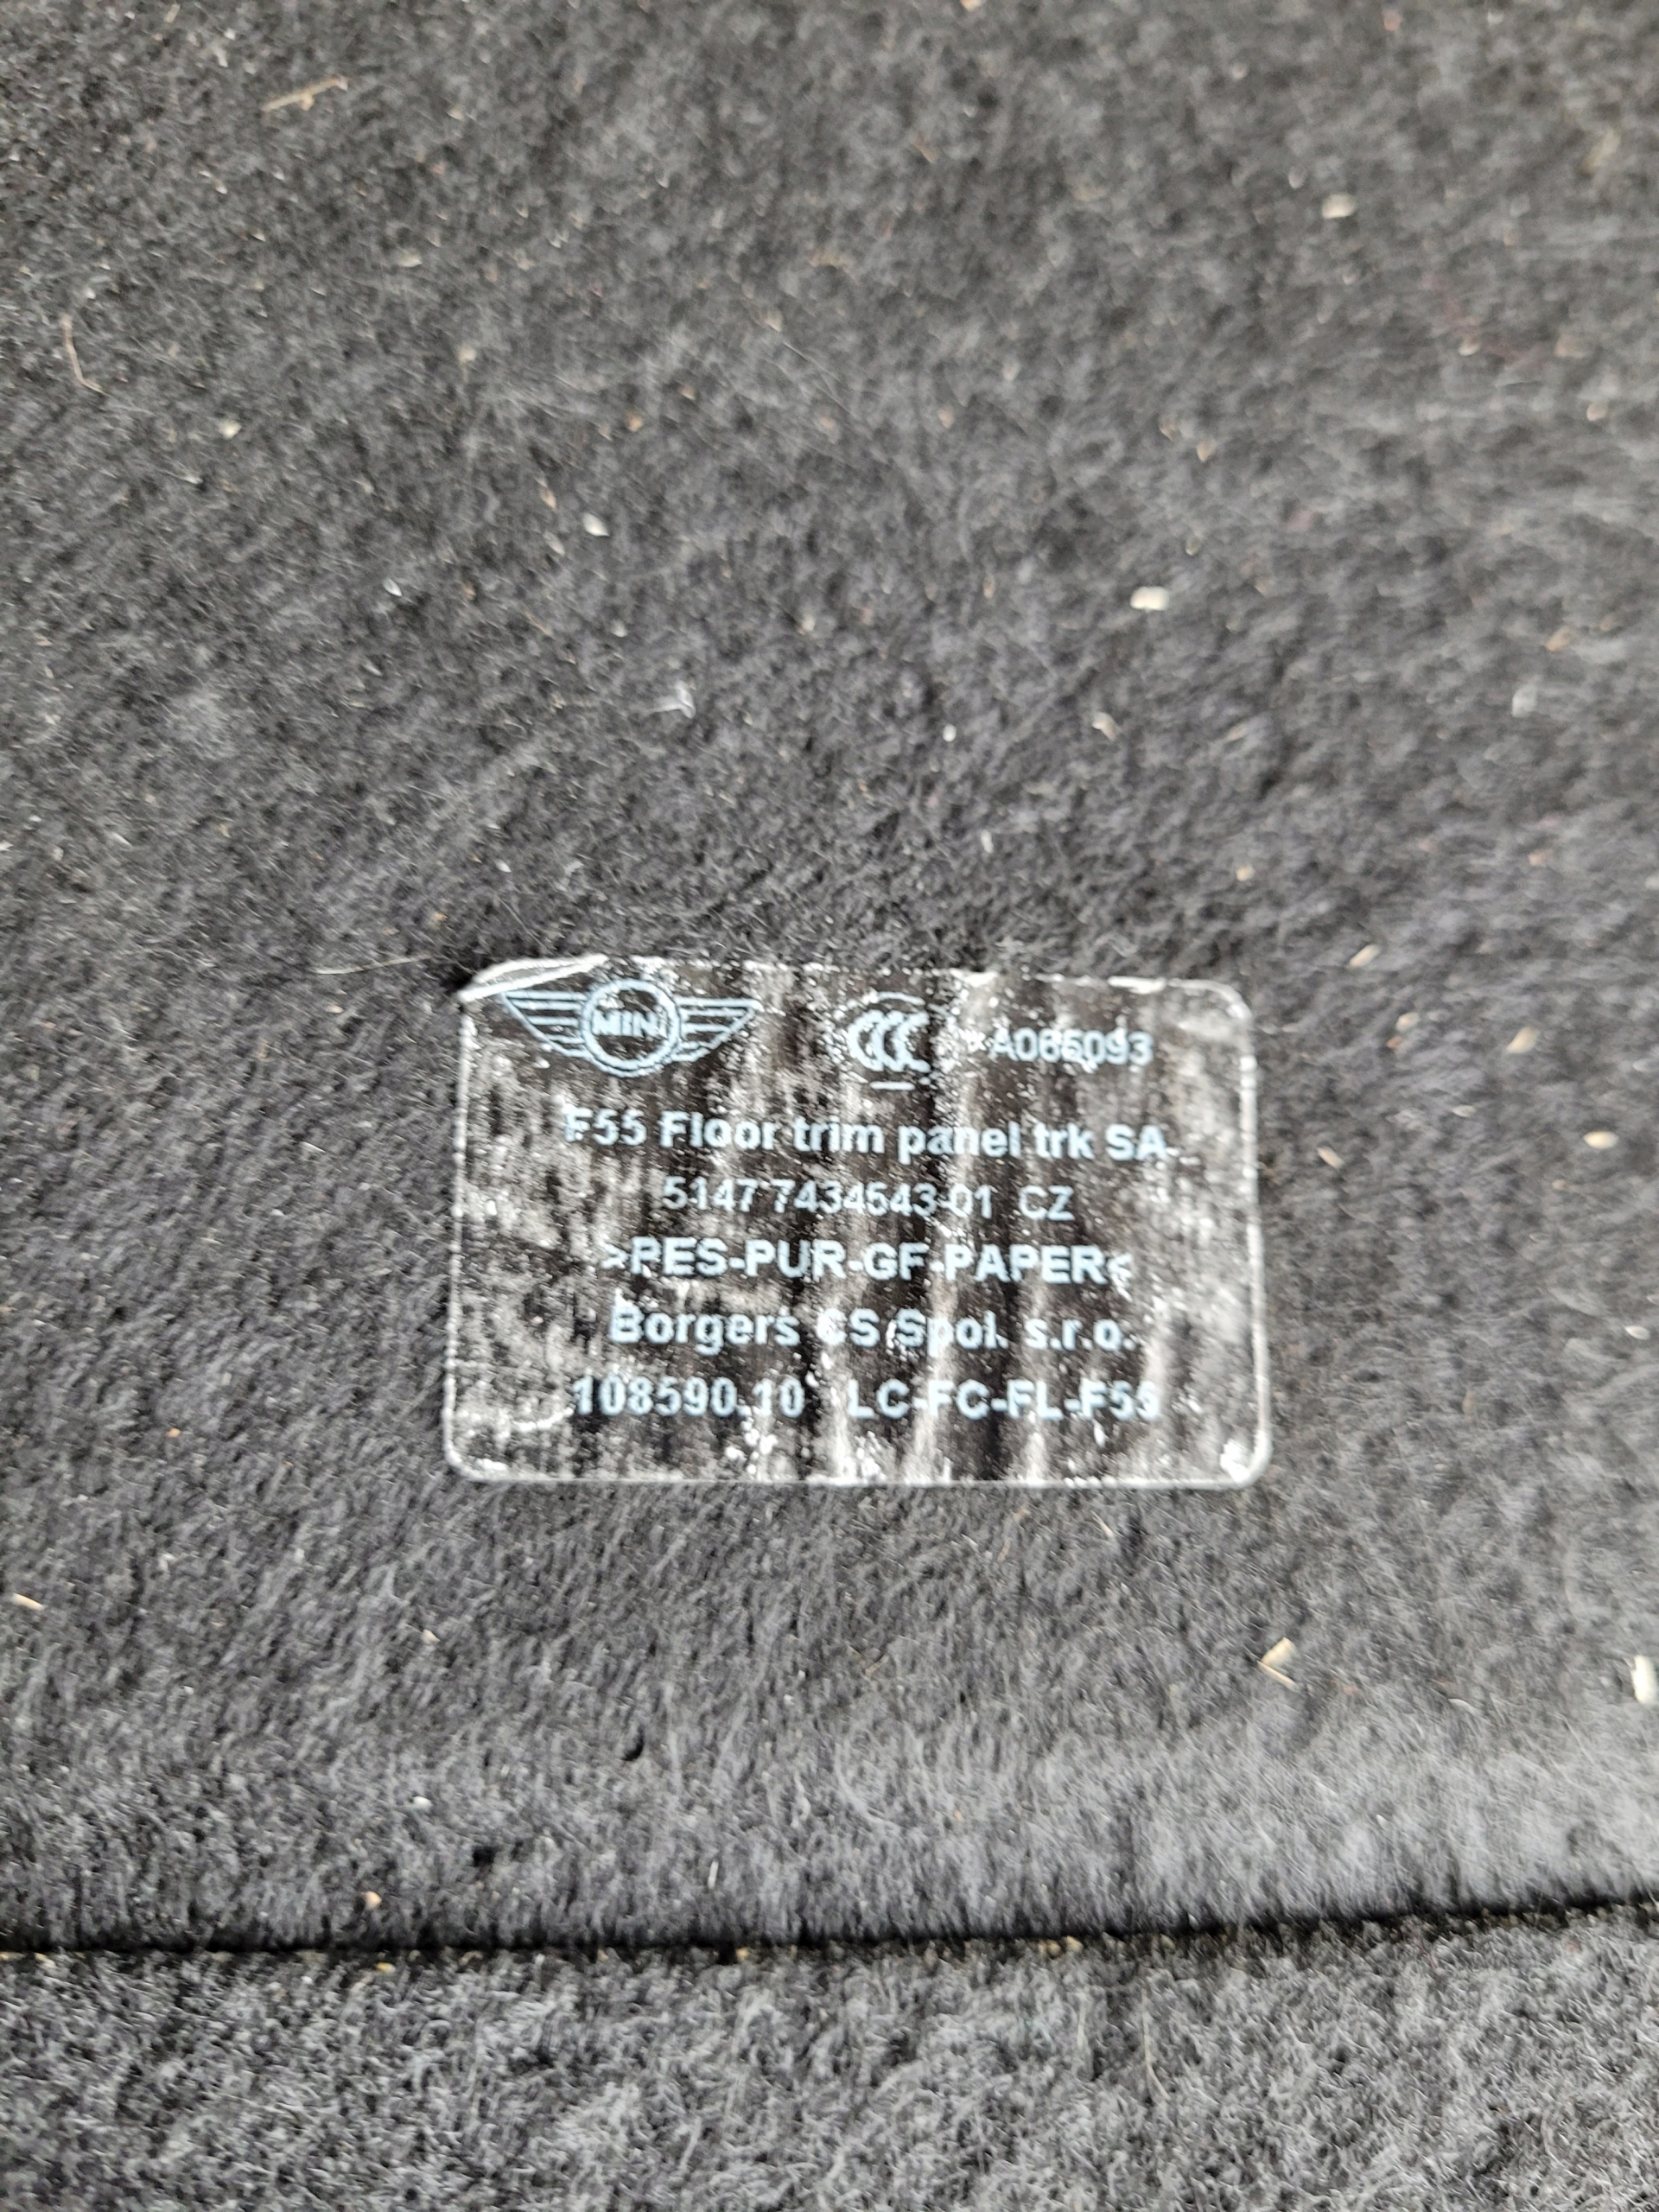 MINI CCC A065093
F55 Floor trim panel trk SA-
5147 7434543-01 CZ
>PES-PUR-GF-PAPER<
Borgers CS Spol. s.r.o.
108590.10 LC-FC-FL-F55